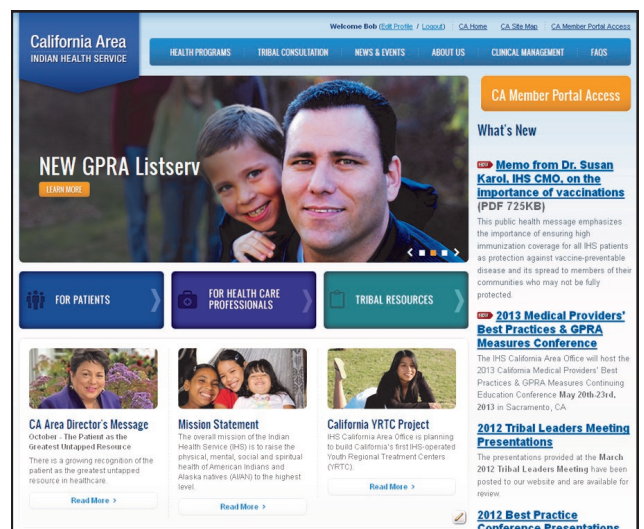 Welcome Bob (Edit Profile / Logout) CA Home CA Site Map CA Member Portal Access
California Area
INDIAN HEALTH SERVICE
HEALTH PROGRAMS TRIBAL CONSULTATION NEWS & EVENTS ABOUT US CLINICAL MANAGEMENT FAQS
NEW GPRA Listserv
LEARN MORE
FOR PATIENTS
FOR HEALTH CARE
PROFESSIONALS
TRIBAL RESOURCES
CA Area Director's Message
October - The Patient as the
Greatest Untapped Resource
There is a growing recognition of the
patient as the greatest untapped
resource in healthcare.
Read More >
Mission Statement
The overall mission of the Indian
Health Service (IHS) is to raise the
physical, mental, social and spiritual
health of American Indians and
Alaska natives (AI/AN) to the highest
level.
Read More >
California YRTC Project
IHS California Area Office is planning
to build California's first IHS-operated
Youth Regional Treatment Centers
(YRTC).
Read More >
CA Member Portal Access
What's New
NEW Memo from Dr. Susan
Karol, IHS CMO, on the
importance of vaccinations
(PDF 725KB)
This public health message emphasizes
the importance of ensuring high
immunization coverage for all IHS patients
as protection against vaccine-preventable
disease and its spread to members of their
communities who may not be fully
protected.
NEW 2013 Medical Providers'
Best Practices & GPRA
Measures Conference
The IHS California Area Office will host the
2013 California Medical Providers' Best
Practices & GPRA Measures Continuing
Education Conference May 20th-23rd,
2013 in Sacramento, CA
2012 Tribal Leaders Meeting
Presentations
The presentations provided at the March
2012 Tribal Leaders Meeting have been
posted to our website and are available for
review.
2012 Best Practice
Conference Presentations